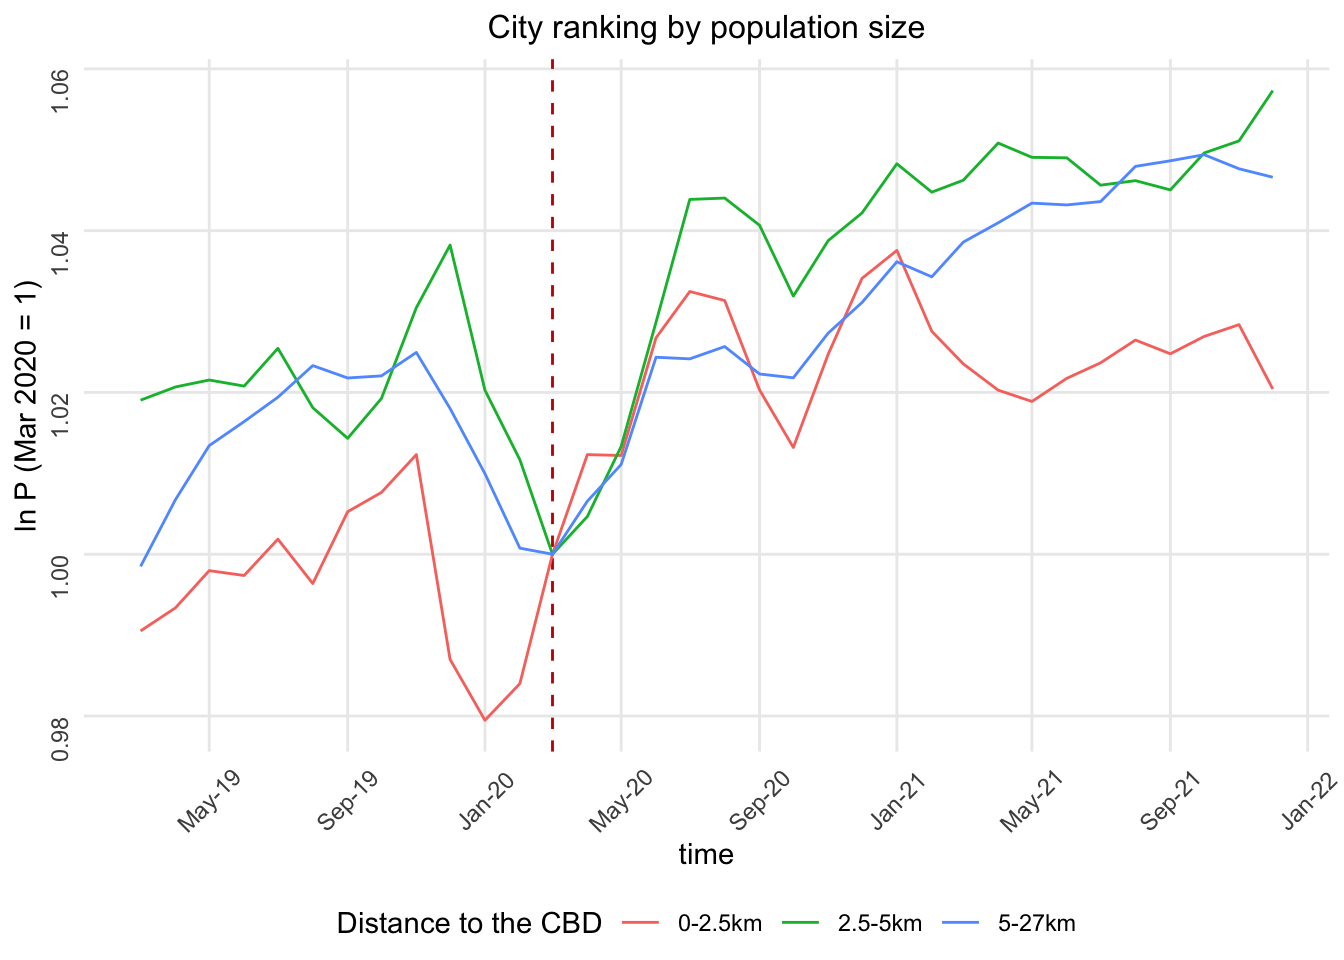 City ranking by population size
ln P (Mar 2020 = 1)
1.06
1.04
1.02
1.00
0.98
May-19
Sep-19
Jan-20
May-20
Sep-20
Jan-21
May-21
Sep-21
Jan-22
time
Distance to the CBD 0-2.5km 2.5-5km 5-27km